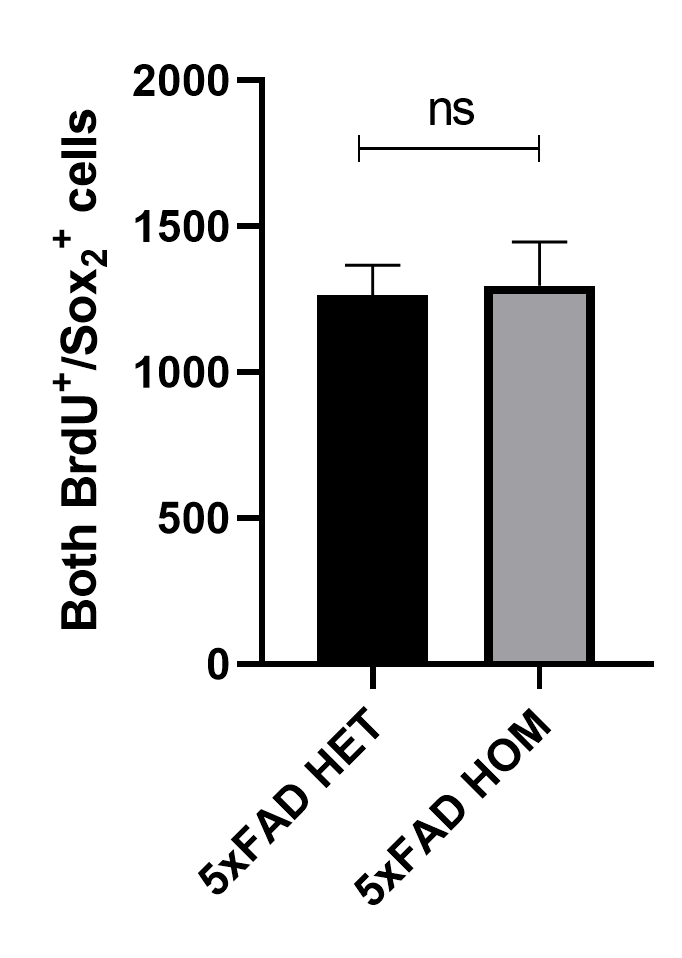 2000
ns
1500
1000
500
0
Both BrdU⁺/Sox₂⁺ cells
5xFAD HET
5xFAD HOM